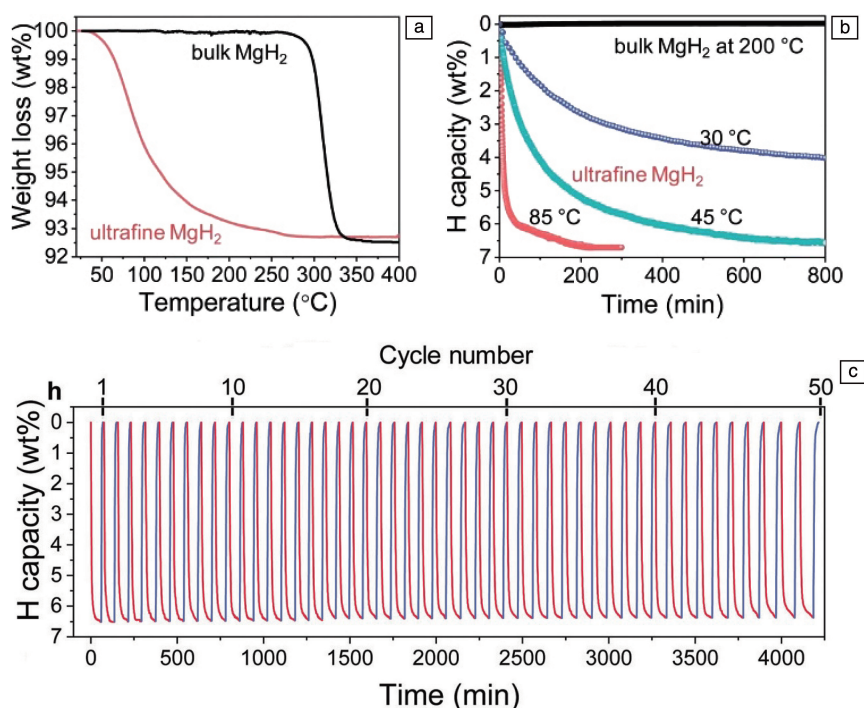 a
100
99
98
97
96
95
94
93
92
Weight loss (wt%)
bulk MgH₂
ultrafine MgH₂
0 50 100 150 200 250 300 350 400
Temperature (°C)
b
0
1
2
3
4
5
6
7
H capacity (wt%)
bulk MgH₂ at 200 °C
30 °C
ultrafine MgH₂
85 °C
45 °C
0 200 400 600 800
Time (min)
c
Cycle number
h
1 10 20 30 40 50
0
1
2
3
4
5
6
7
H capacity (wt%)
0 500 1000 1500 2000 2500 3000 3500 4000
Time (min)